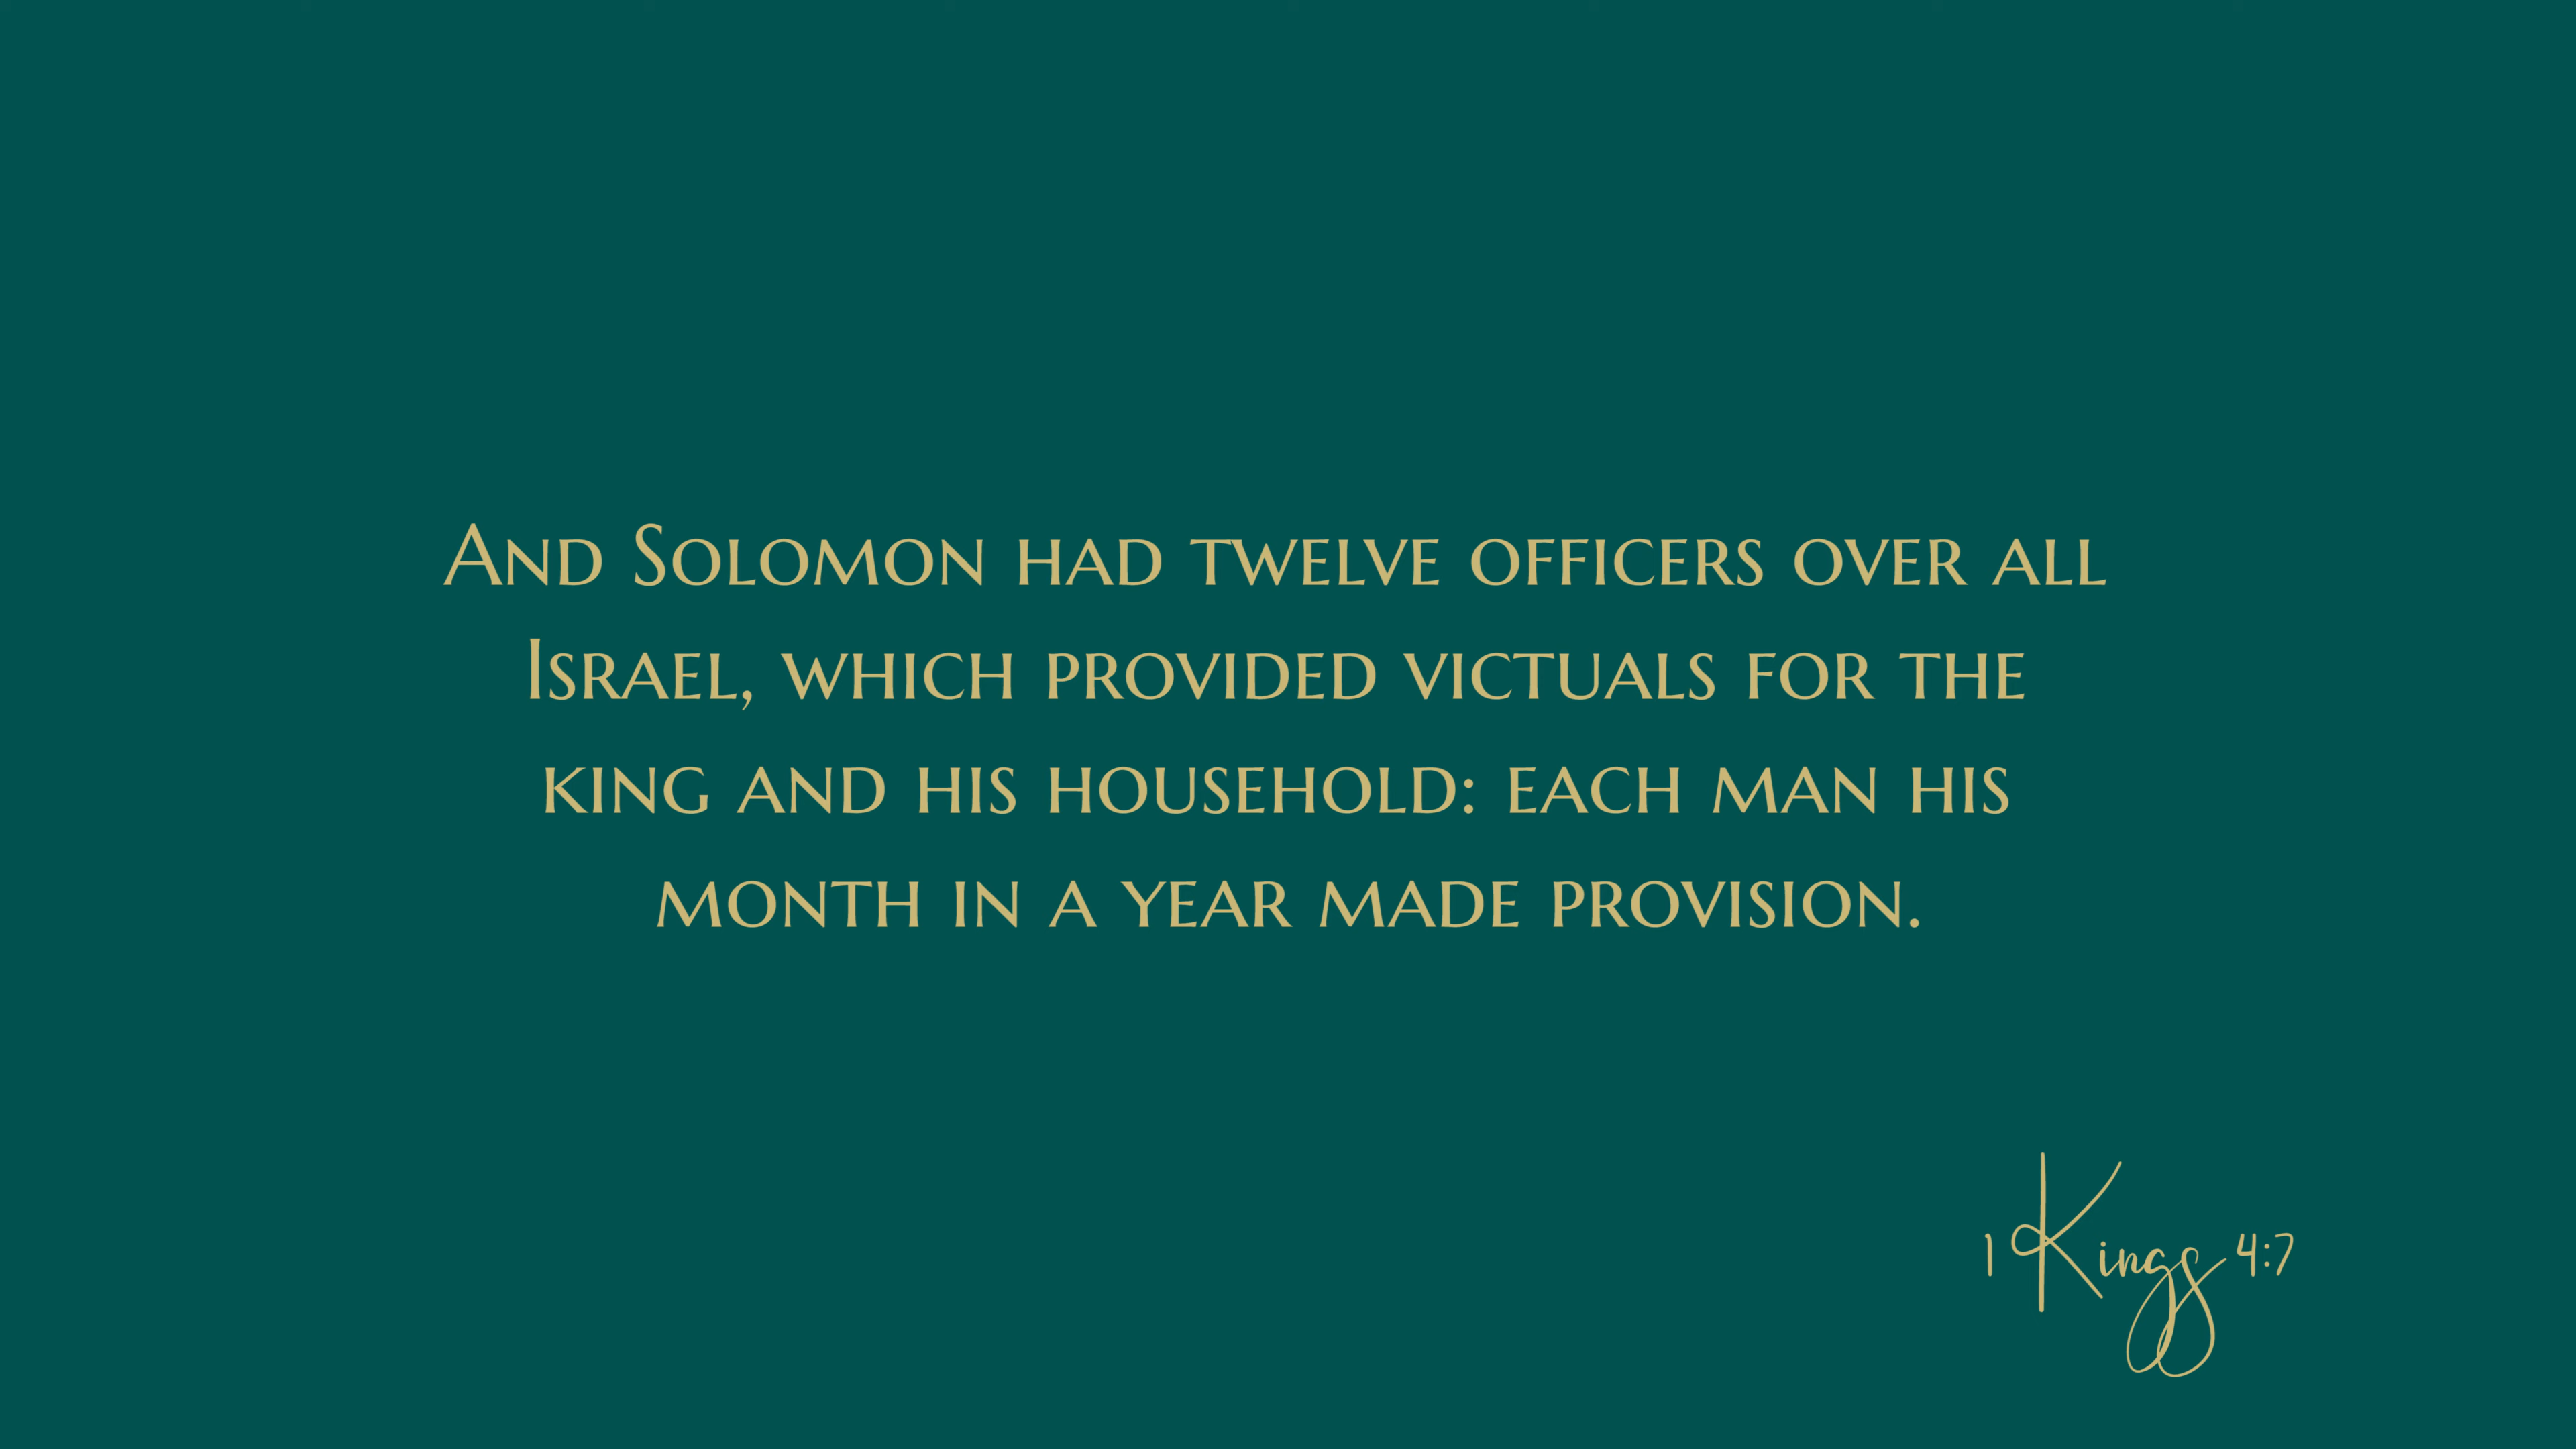 And Solomon had twelve officers over all
Israel, which provided victuals for the
king and his household: each man his
month in a year made provision.
1 Kings 4:7